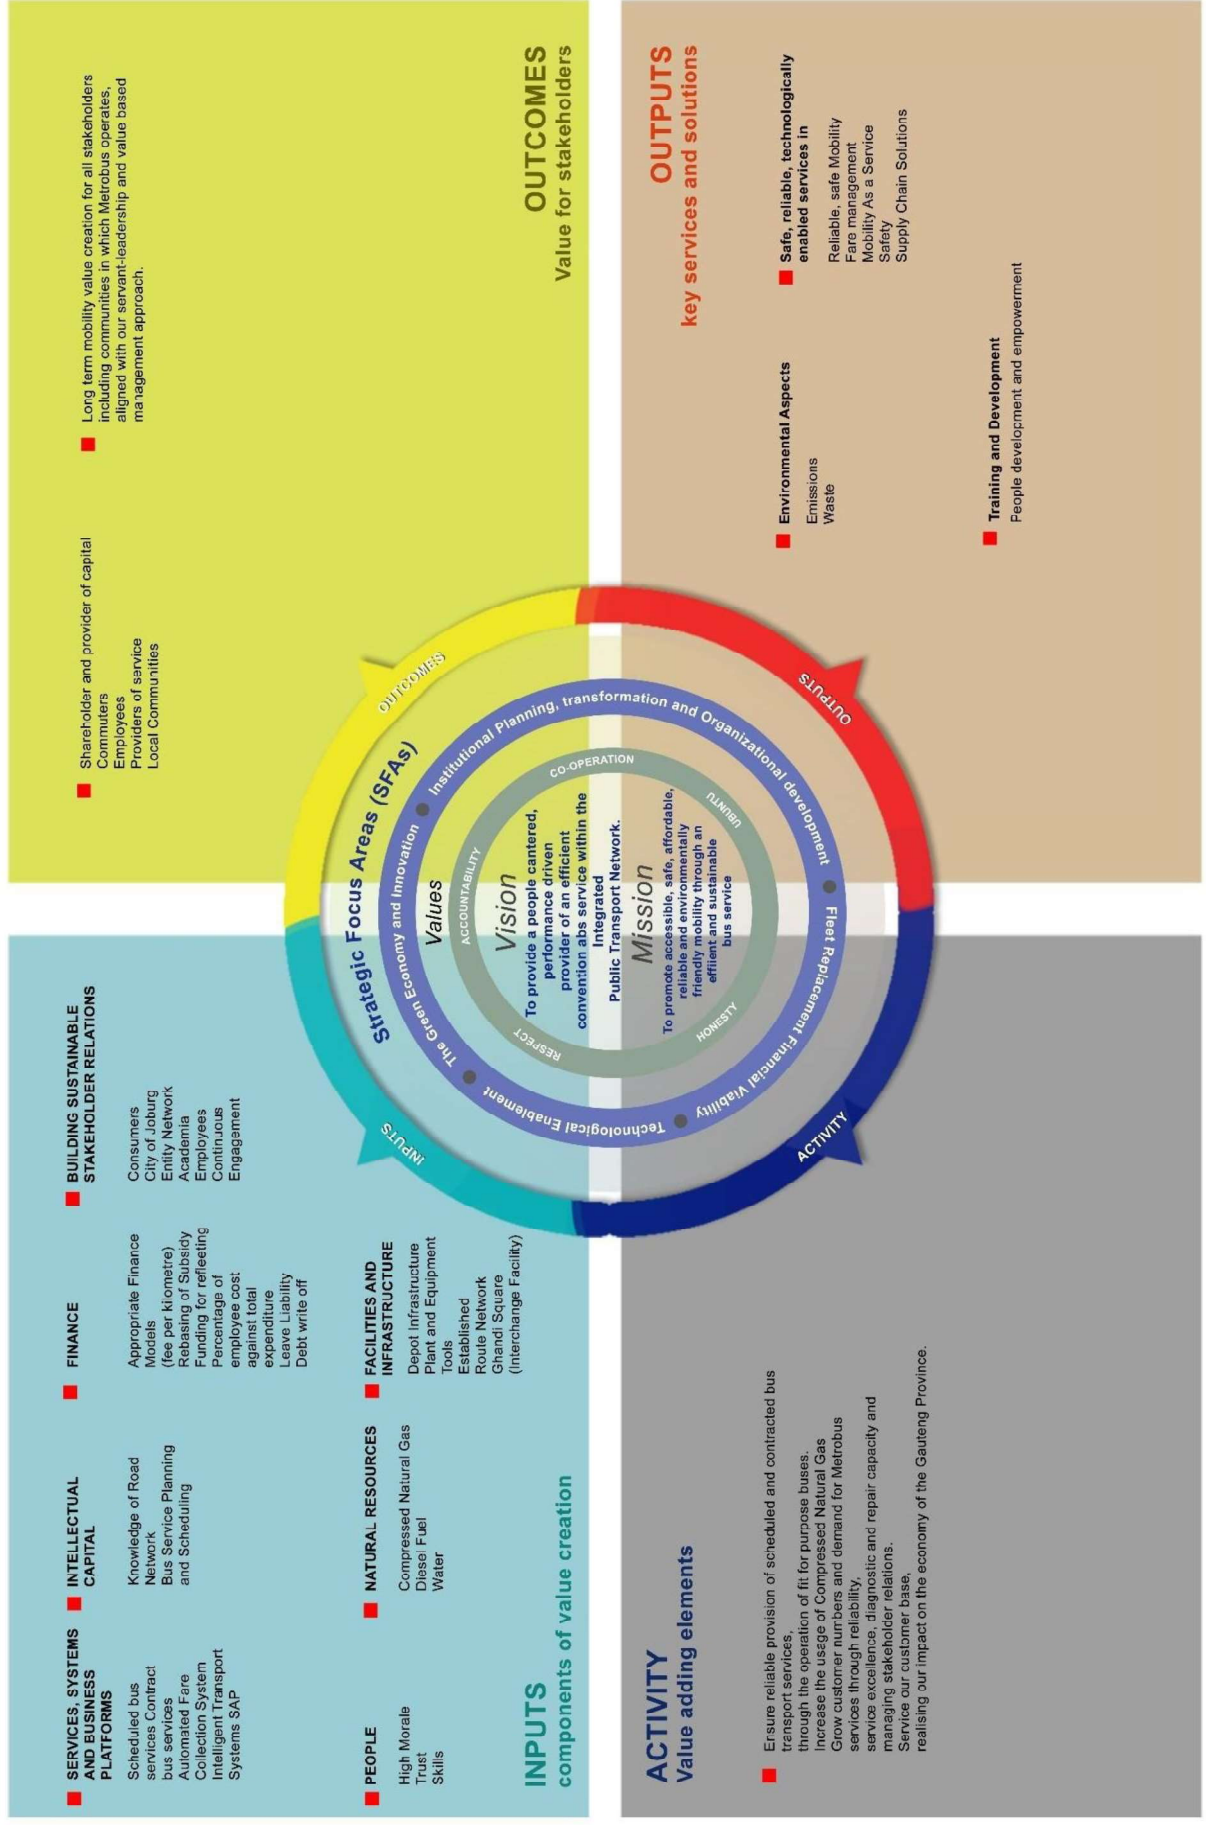 SERVICES, SYSTEMS
AND BUSINESS
PLATFORMS
Scheduled bus
services Contract
bus services
Automated Fare
Collection System
Intelligent Transport
Systems SAP
INTELLECTUAL
CAPITAL
Knowledge of Road
Network
Bus Service Planning
and Scheduling
FINANCE
Appropriate Finance
Models
(fee per kilometre)
Rebasing of Subsidy
Funding for refleeting
Percentage of
employee cost
against total
expenditure
Leave Liability
Debt write off
BUILDING SUSTAINABLE
STAKEHOLDER RELATIONS
Consumers
City of Joburg
Entity Network
Academia
Employees
Continuous
Engagement
PEOPLE
High Morale
Trust
Skills
NATURAL RESOURCES
Compressed Natural Gas
Diesel Fuel
Water
FACILITIES AND
INFRASTRUCTURE
Depot Infrastructure
Plant and Equipment
Tools
Established
Route Network
Ghandi Square
(Interchange Facility)
INPUTS
components of value creation
Shareholder and provider of capital
Commuters
Employees
Providers of service
Local Communities
Long term mobility value creation for all stakeholders
including communities in which Metrobus operates,
aligned with our servant-leadership and value based
management approach.
OUTCOMES
Value for stakeholders
INPUTS
OUTCOMES
Strategic Focus Areas (SFAs)
The Green Economy and Innovation
Institutional Planning, transformation and Organizational development
Fleet Replacement Financial Viability
Technological Enablement
Values
ACCOUNTABILITY
CO-OPERATION
UBUNTU
HONESTY
RESPECT
Vision
To provide a people cantered,
performance driven
provider of an efficient
convention abs service within the
Integrated
Public Transport Network.
Mission
To promote accessible, safe, affordable,
reliable and environmentally
friendly mobility through an
effiient and sustainable
bus service
ACTIVITY
OUTPUTS
ACTIVITY
Value adding elements
Ensure reliable provision of scheduled and contracted bus
transport services,
through the operation of fit for purpose buses.
Increase the usage of Compressed Natural Gas
Grow customer numbers and demand for Metrobus
services through reliability,
service excellence, diagnostic and repair capacity and
managing stakeholder relations.
Service our customer base,
realising our impact on the economy of the Gauteng Province.
OUTPUTS
key services and solutions
Environmental Aspects
Emissions
Waste
Safe, reliable, technologically
enabled services in
Reliable, safe Mobility
Fare management
Mobility As a Service
Safety
Supply Chain Solutions
Training and Development
People development and empowerment